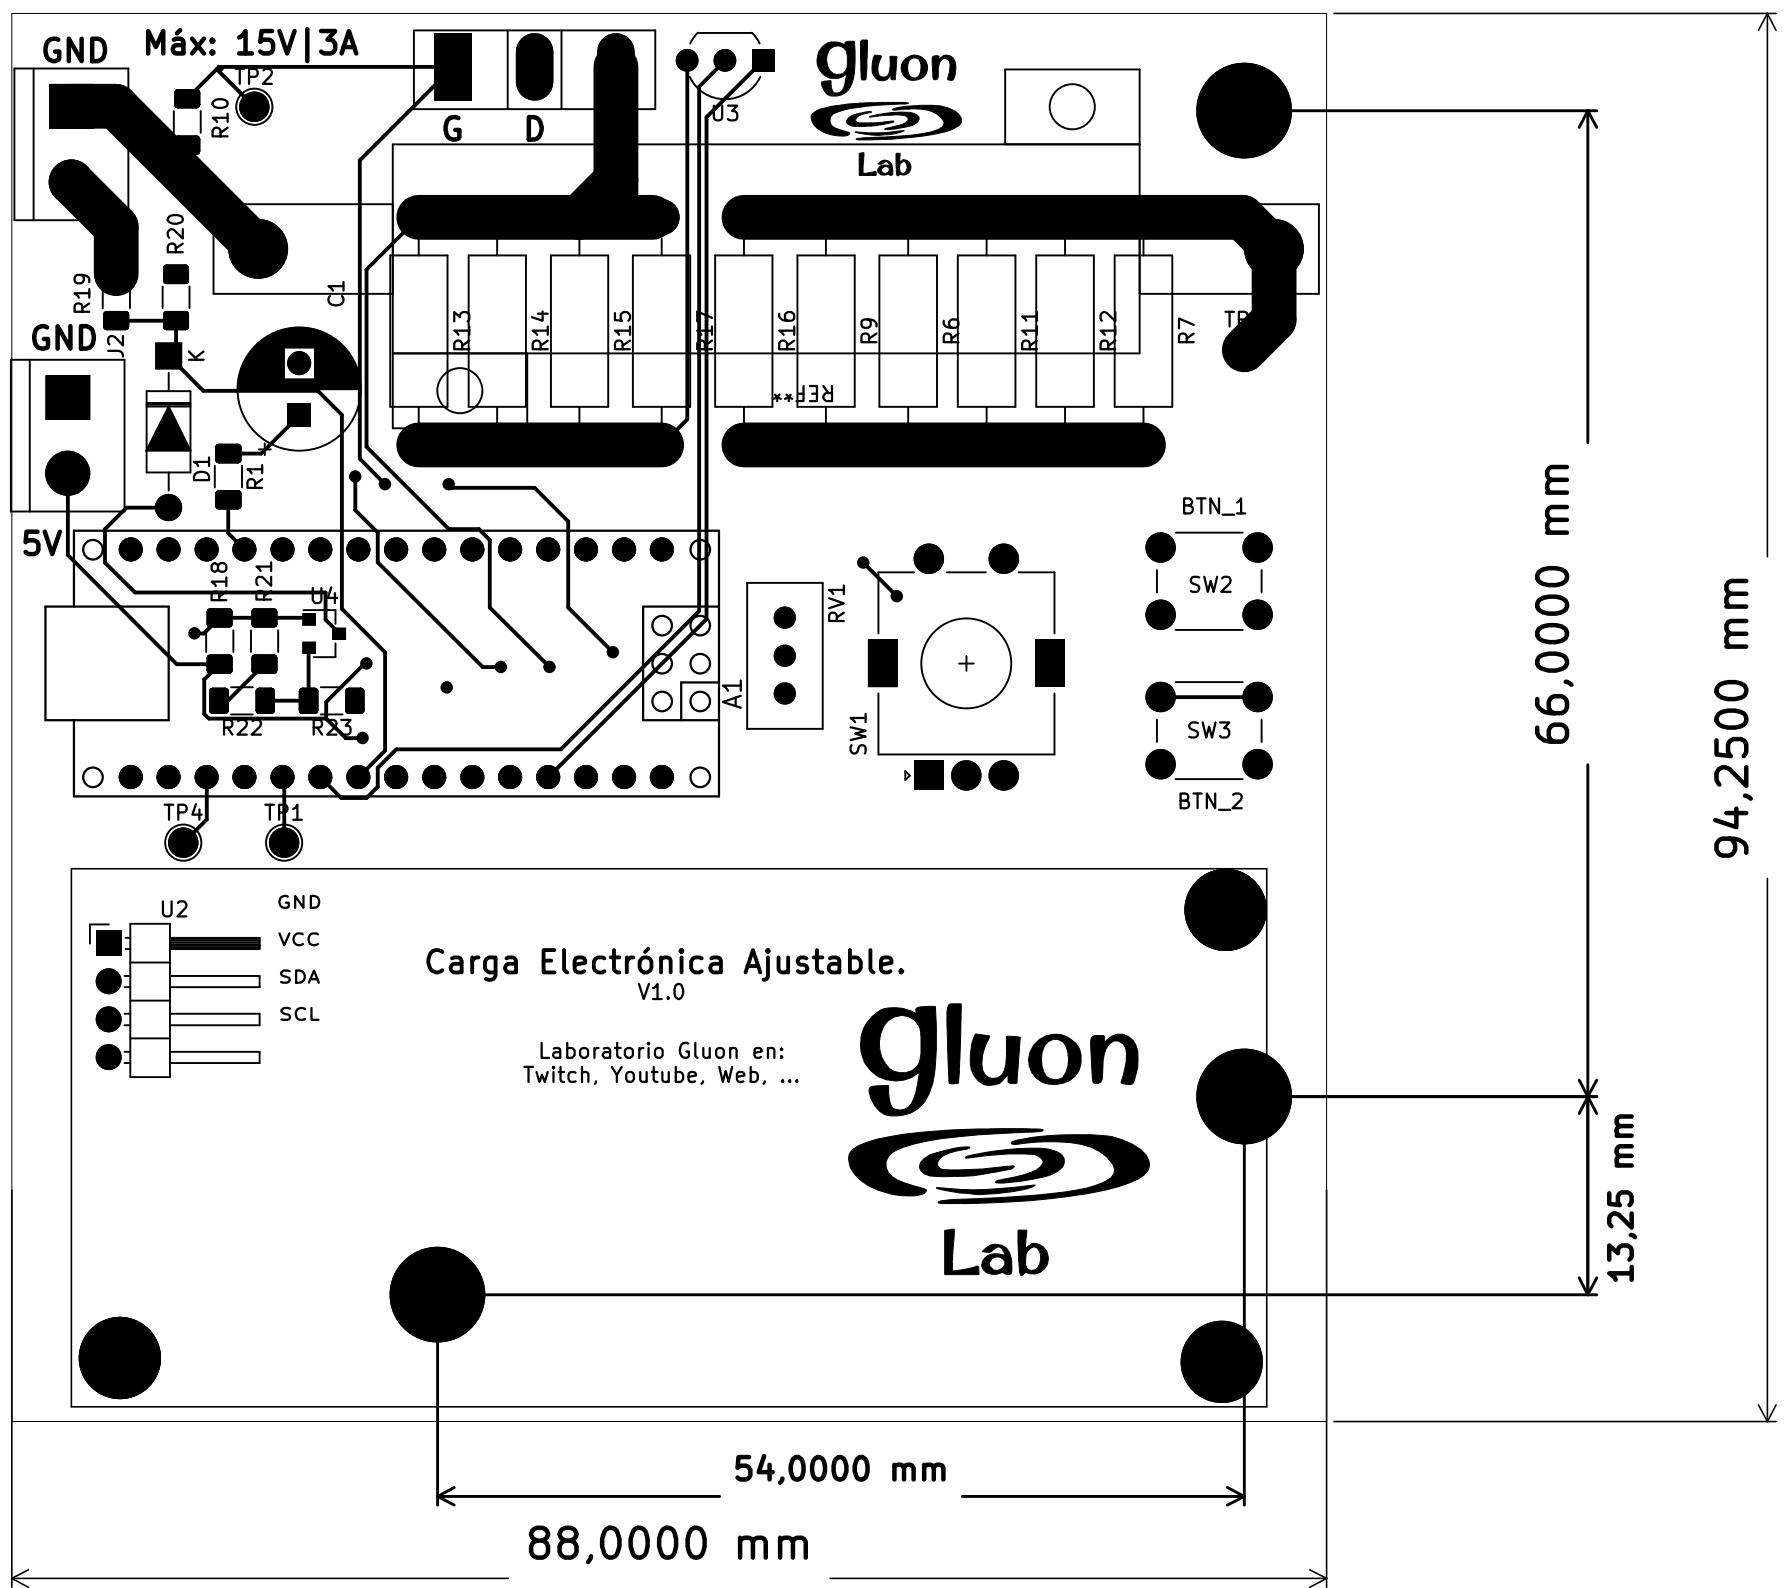 GND
Máx: 15V|3A
TP2
R10
G
D
U3
gluon
Lab
R20
R19
C1
GND
J2
K
R13
R14
R15
R17
R16
R9
R6
R11
R12
R7
REF**
D1
R1
+
5V
R18
R21
U4
R22
R23
A1
RV1
SW1
BTN_1
SW2
SW3
BTN_2
TP4
TP1
U2
GND
VCC
SDA
SCL
Carga Electrónica Ajustable.
V1.0
Laboratorio Gluon en:
Twitch, Youtube, Web, ...
gluon
Lab
66,0000 mm
94,2500 mm
13,25 mm
54,0000 mm
88,0000 mm